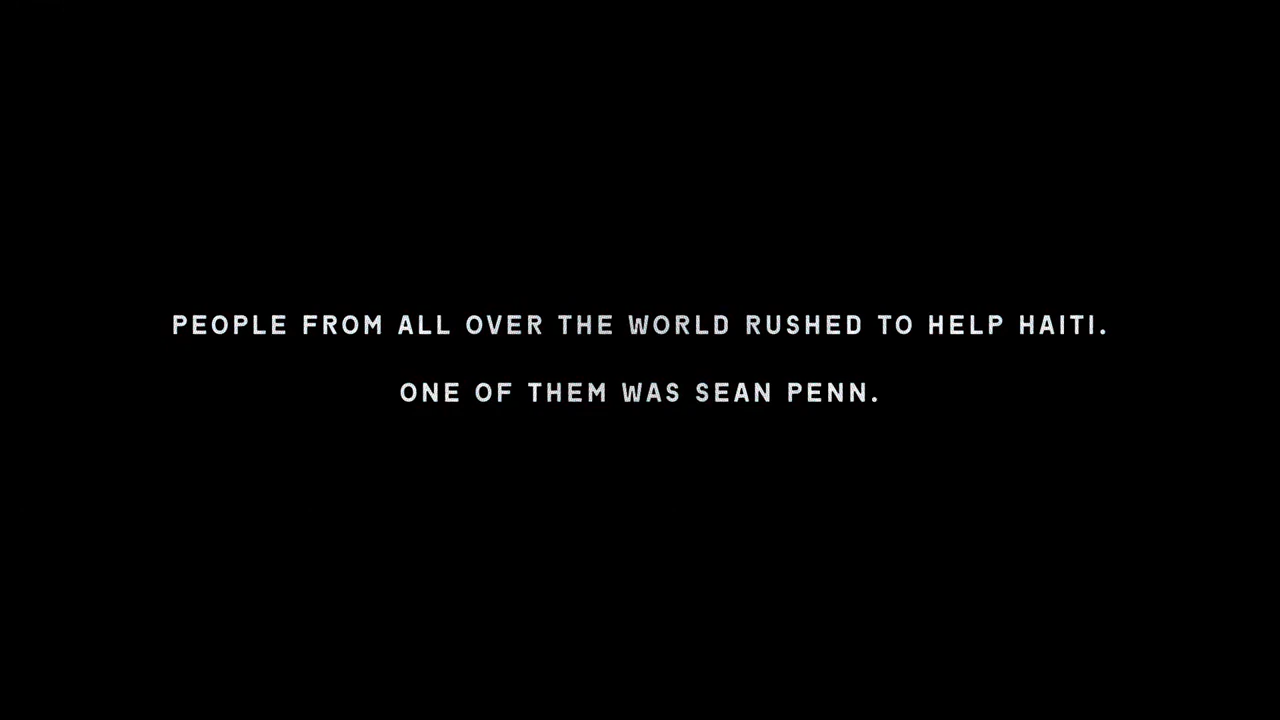 PEOPLE FROM ALL OVER THE WORLD RUSHED TO HELP HAITI.
ONE OF THEM WAS SEAN PENN.